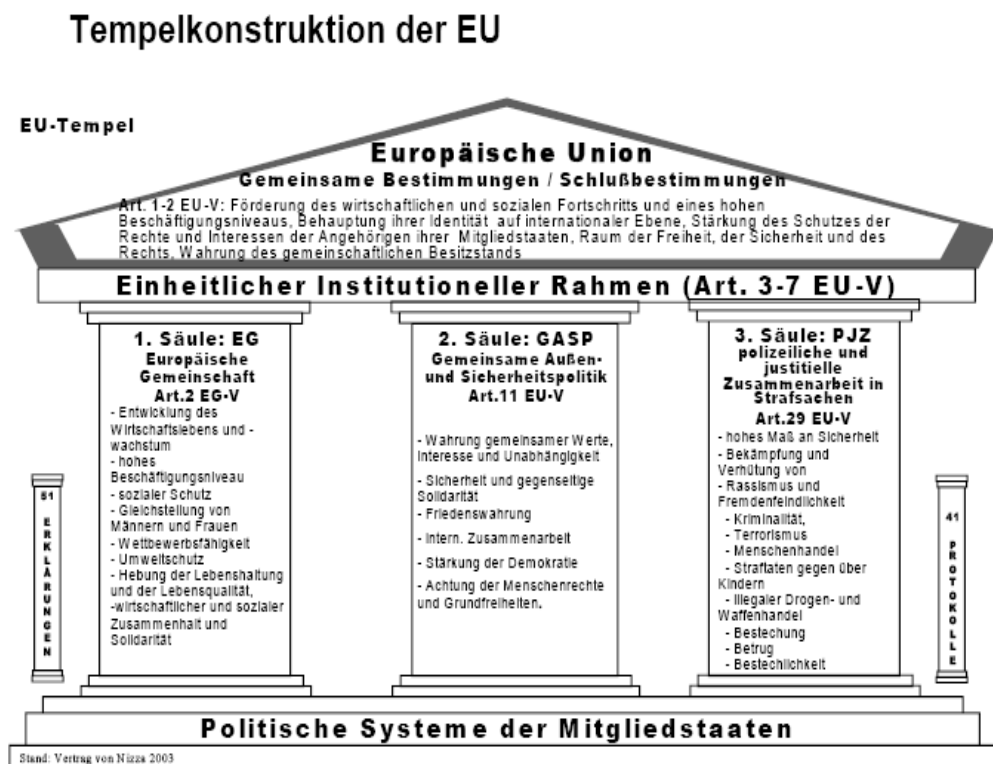 Tempelkonstruktion der EU
EU-Tempel
Europäische Union
Gemeinsame Bestimmungen / Schlußbestimmungen
Art. 1-2 EU-V: Förderung des wirtschaftlichen und sozialen Fortschritts und eines hohen
Beschäftigungsniveaus, Behauptung ihrer Identität auf internationaler Ebene, Stärkung des Schutzes der
Rechte und Interessen der Angehörigen ihrer Mitgliedstaaten, Raum der Freiheit, der Sicherheit und des
Rechts, Wahrung des gemeinschaftlichen Besitzstands
Einheitlicher Institutioneller Rahmen (Art. 3-7 EU-V)
51 ERKLÄRUNGEN
1. Säule: EG
Europäische
Gemeinschaft
Art.2 EG-V
- Entwicklung des
Wirtschaftslebens und -
wachstum
- hohes
Beschäftigungsniveau
- sozialer Schutz
- Gleichstellung von
Männern und Frauen
- Wettbewerbsfähigkeit
- Umweltschutz
- Hebung der Lebenshaltung
und der Lebensqualität,
-wirtschaftlicher und sozialer
Zusammenhalt und
Solidarität
2. Säule: GASP
Gemeinsame Außen-
und Sicherheitspolitik
Art.11 EU-V
- Wahrung gemeinsamer Werte,
Interesse und Unabhängigkeit
- Sicherheit und gegenseitige
Solidarität
- Friedenswahrung
- Intern. Zusammenarbeit
- Stärkung der Demokratie
- Achtung der Menschenrechte
und Grundfreiheiten.
3. Säule: PJZ
polizeiliche und
justitielle
Zusammenarbeit in
Strafsachen
Art.29 EU-V
- hohes Maß an Sicherheit
- Bekämpfung und
Verhütung von
- Rassismus und
Fremdenfeindlichkeit
- Kriminalität,
- Terrorismus
- Menschenhandel
- Straftaten gegen über
Kindern
- Illegaler Drogen- und
Waffenhandel
- Bestechung
- Betrug
- Bestechlichkeit
41 PROTOKOLLE
Politische Systeme der Mitgliedstaaten
Stand: Vertrag von Nizza 2003